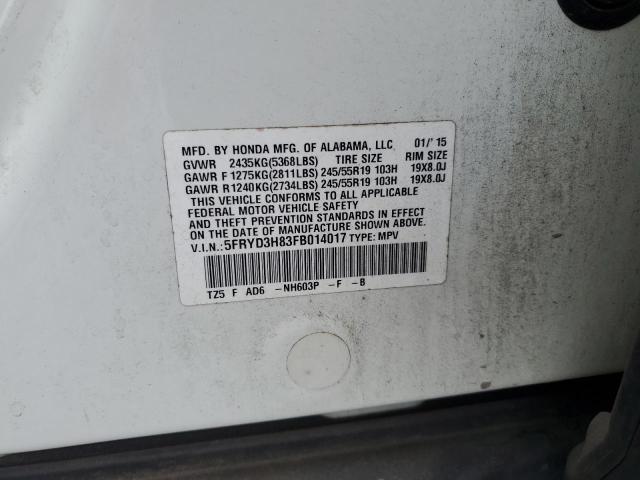 MFD. BY HONDA MFG. OF ALABAMA, LLC 01/'15
GVWR 2435KG(5368LBS) TIRE SIZE RIM SIZE
GAWR F 1275KG(2811LBS) 245/55R19 103H 19X8.0J
GAWR R 1240KG(2734LBS) 245/55R19 103H 19X8.0J
THIS VEHICLE CONFORMS TO ALL APPLICABLE
FEDERAL MOTOR VEHICLE SAFETY
AND THEFT PREVENTION STANDARDS IN EFFECT
ON THE DATE OF MANUFACTURE SHOWN ABOVE.
V.I.N.:5FRYD3H83FB014017 TYPE: MPV
TZ5 F AD6 -NH603P -F -B